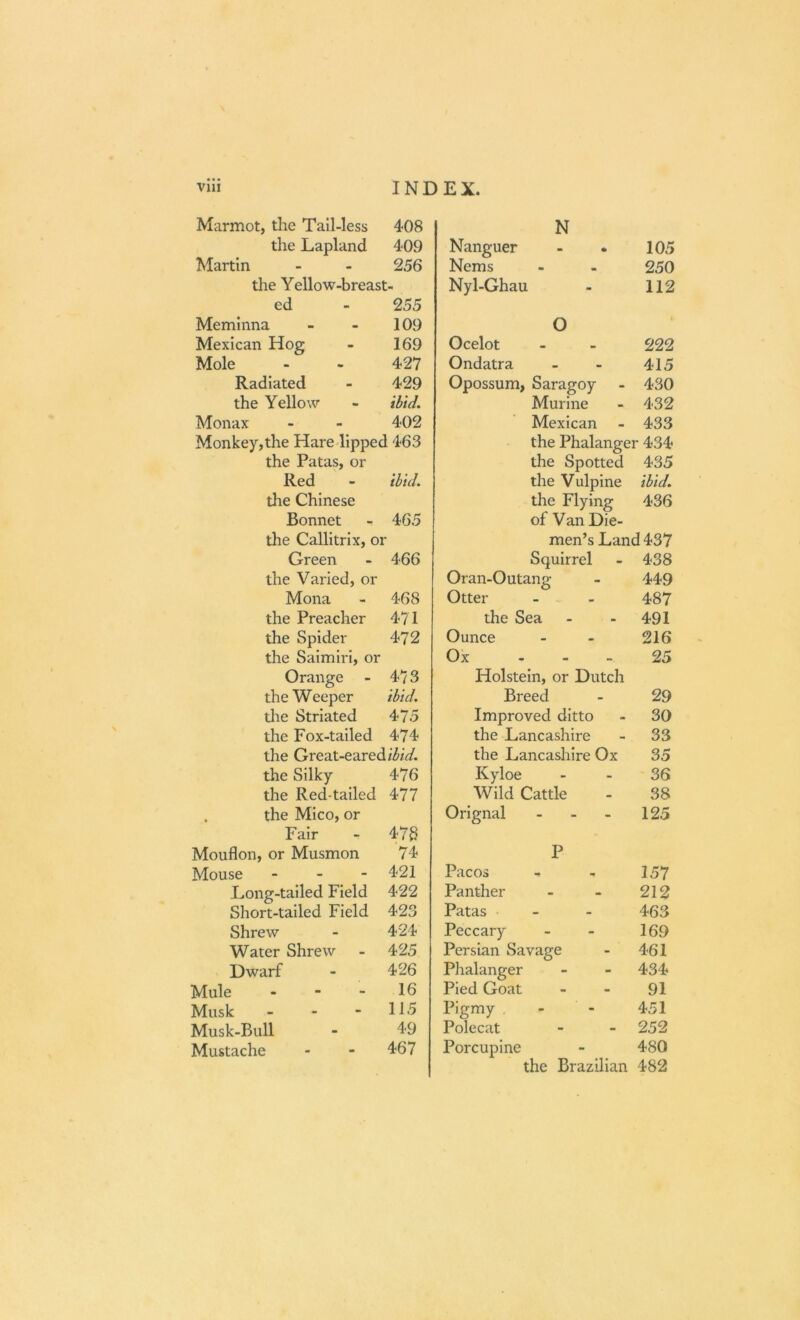 viii INDEX.
Marmot, the Tail-less 408
the Lapland 409
Martin - - 256
the Yellow-breast-
ed - 255
Meminna - - 109
Mexican Hog - 169
Mole - - 427
Radiated - 429
the Yellow - ibid.
Monax - - 402
Monkey, the Hare lipped 463
the Patas, or
Red - ibid.
the Chinese
Bonnet - 465
the Callitrix, or
Green - 466
the Varied, or
Mona - 468
the Preacher 471
the Spider 472
the Saimiri, or
Orange - 473
the Weeper ibid.
the Striated 475
the Fox-tailed 474
the Great-eared ibid.
the Silky 476
the Red-tailed 477
the Mico, or
Fair - 478
Mouflon, or Musmon 74
Mouse - - - 421
Long-tailed Field 422
Short-tailed Field 423
Shrew - 424
Water Shrew - 425
Dwarf - 426
Mule - - - 16
Musk - - - 115
Musk-Bull - 49
Mustache - - 467
N
Nanguer - . 105
Nems - - 250
Nyl-Ghau - 112
O
Ocelot - - 222
Ondatra - - 415
Opossum, Saragoy - 430
Murine - 432
Mexican - 433
the Phalanger 434
the Spotted 435
the Vulpine ibid.
the Flying 436
of Van Die-
men's Land 437
Squirrel - 438
Oran-Outang - 449
Otter - - 487
the Sea - - 491
Ounce - - 216
Ox - - - 25
Holstein, or Dutch
Breed - 29
Improved ditto - 30
the Lancashire - 33
the Lancashire Ox 35
Kyloe - - 36
Wild Cattle - 38
Orignal - - - 125
P
Pacos - - 157
Panther - - 212
Patas - - 463
Peccary - - 169
Persian Savage - 461
Phalanger - - 434
Pied Goat - - 91
Pigmy - - 451
Polecat - - 252
Porcupine - 480
the Brazilian 482